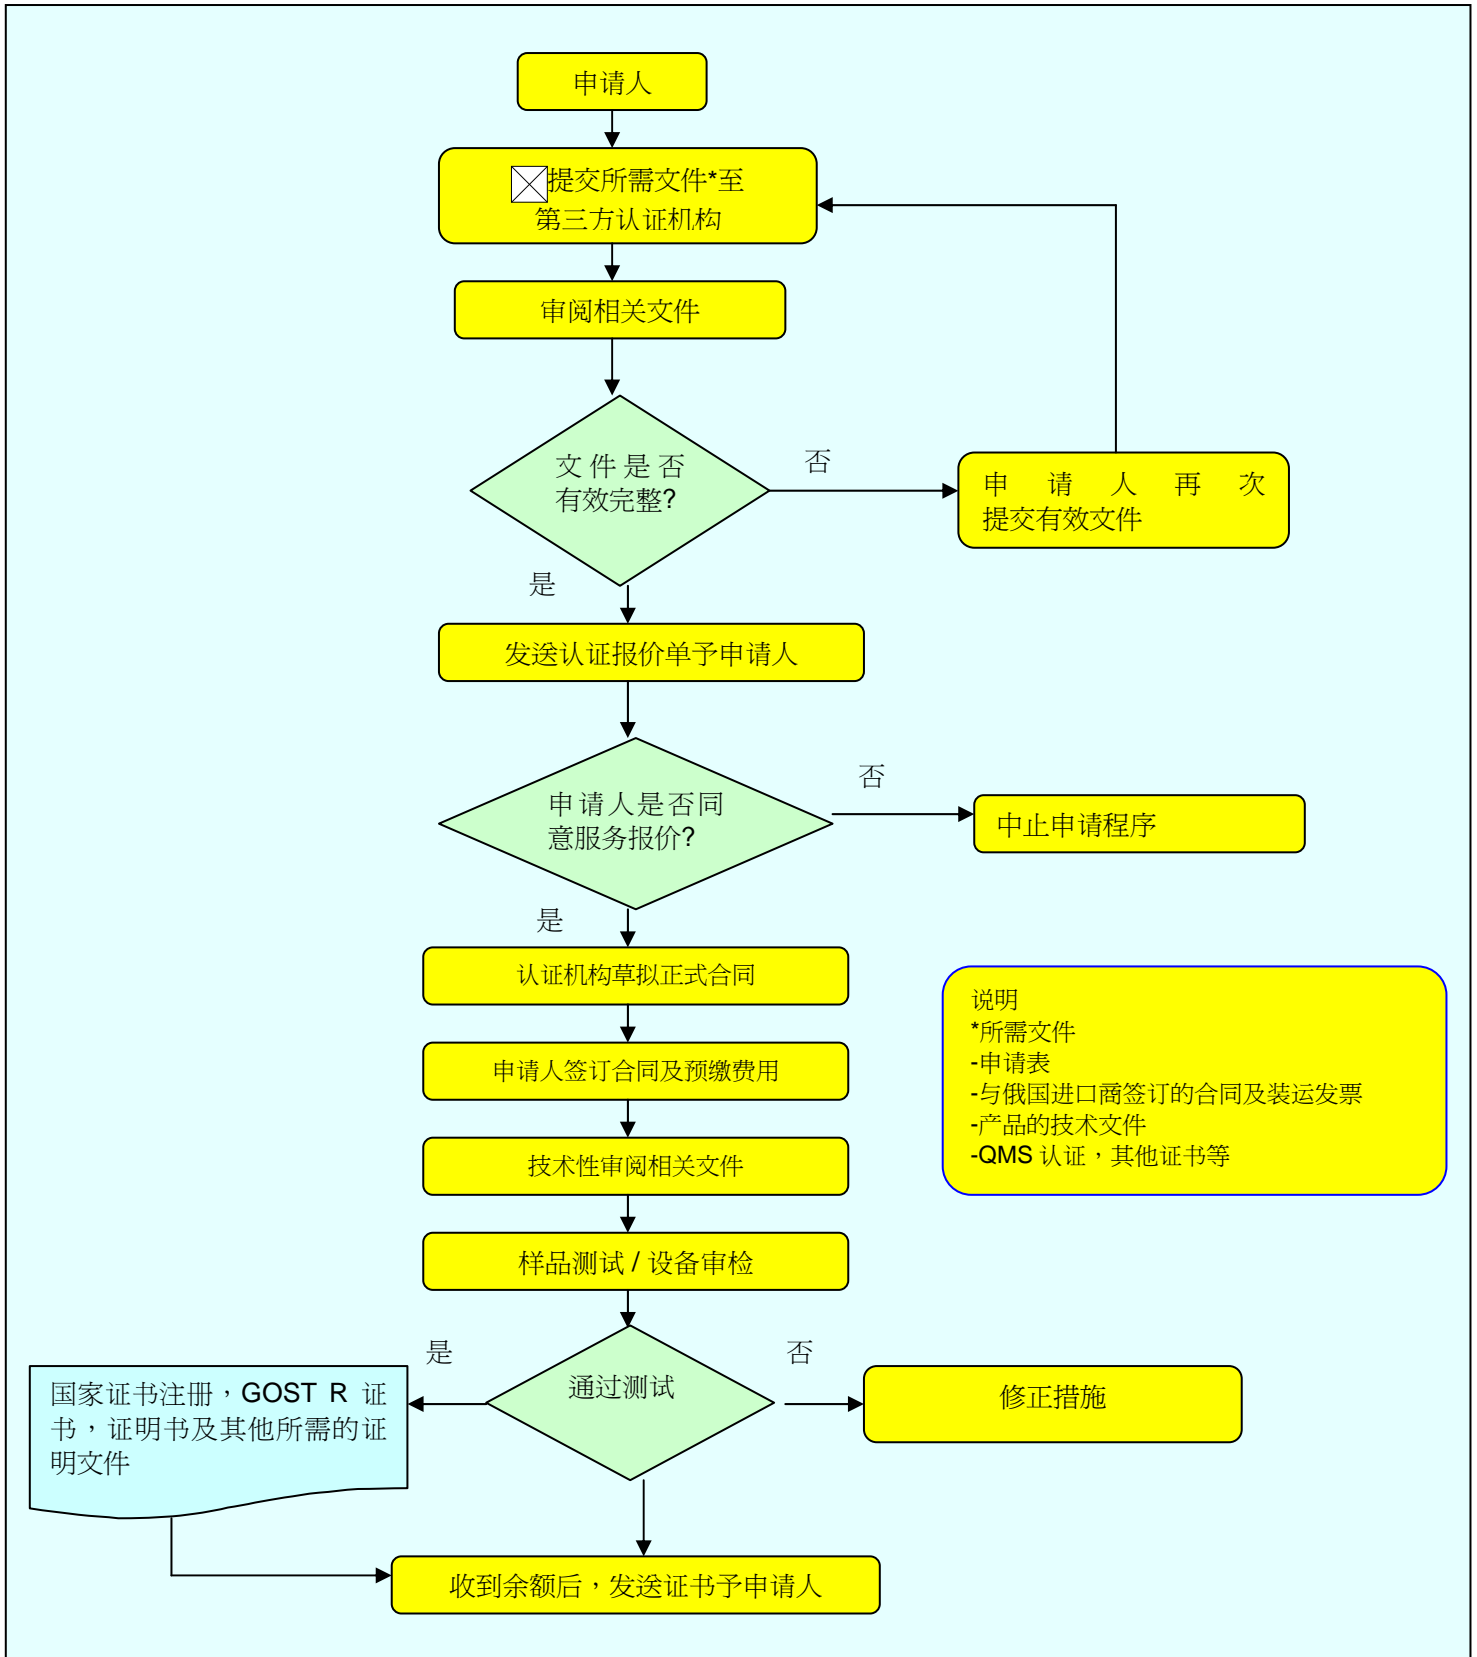 申请人
提交所需文件*至
第三方认证机构
审阅相关文件
文件是否
有效完整?
否
申请人再次
提交有效文件
是
发送认证报价单予申请人
申请人是否同
意服务报价?
否
中止申请程序
是
认证机构草拟正式合同
申请人签订合同及预缴费用
技术性审阅相关文件
样品测试 / 设备审检
说明
*所需文件
-申请表
-与俄国进口商签订的合同及装运发票
-产品的技术文件
-QMS 认证，其他证书等
通过测试
是
否
国家证书注册，GOST R 证
书，证明书及其他所需的证
明文件
修正措施
收到余额后，发送证书予申请人